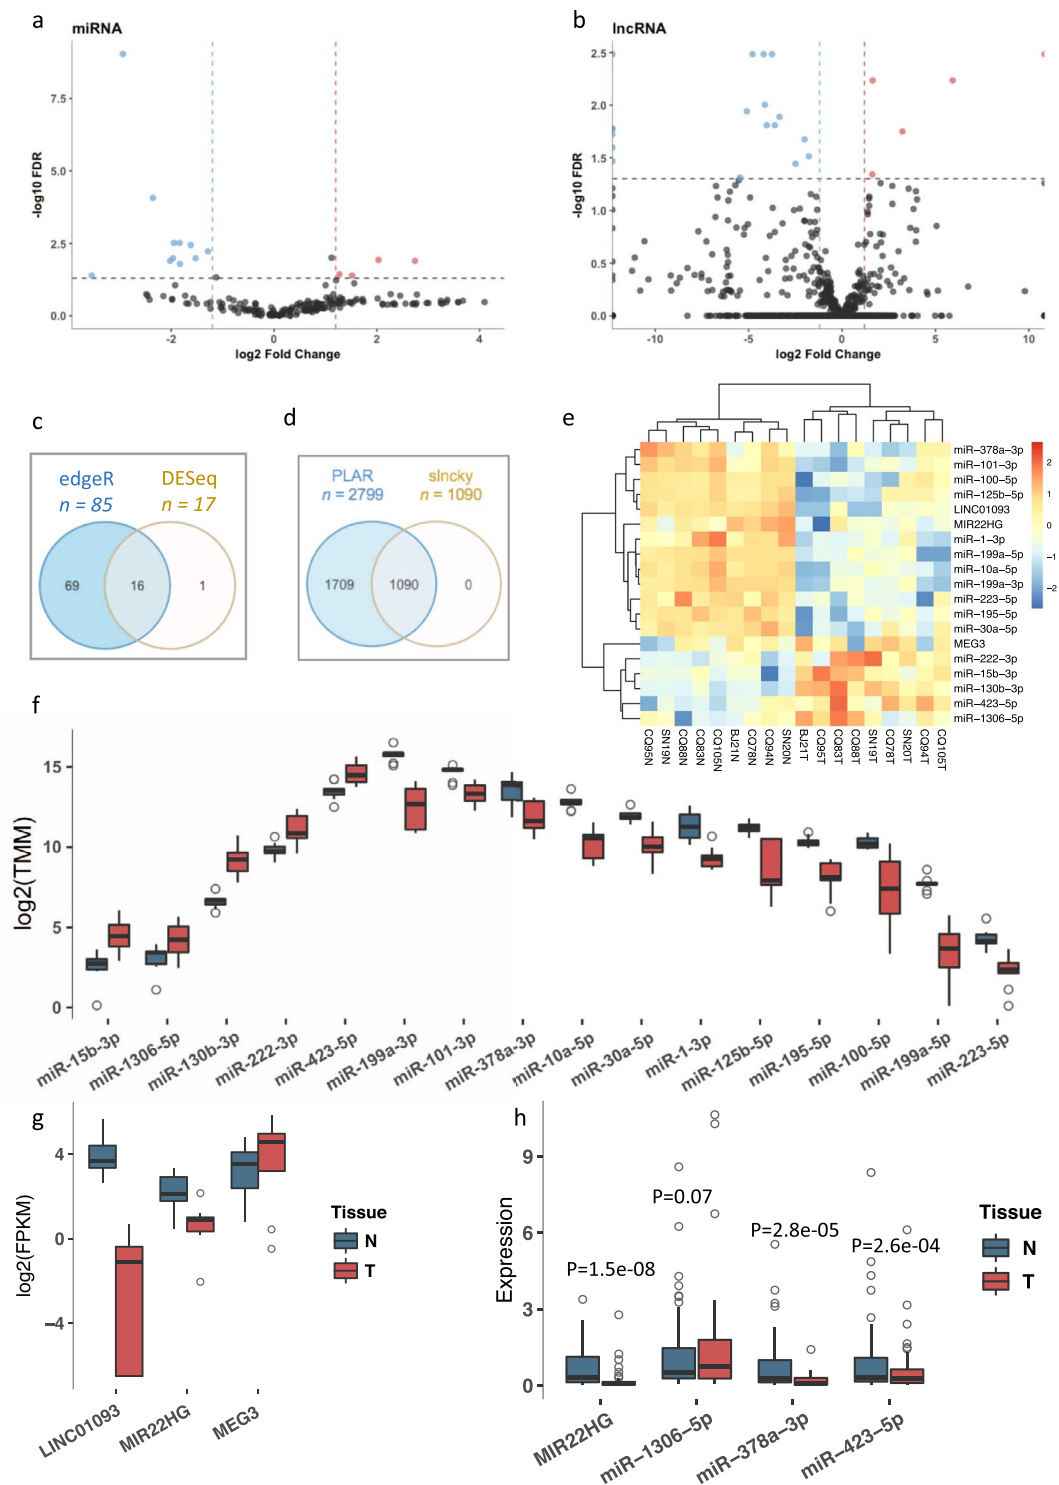 a
miRNA
7.5
5.0
2.5
0.0
-log10 FDR
-2
0
2
4
log2 Fold Change
b
lncRNA
2.5
2.0
1.5
1.0
0.5
0.0
-log10 FDR
-10
-5
0
5
10
log2 Fold Change
c
edgeR
n = 85
DESeq
n = 17
69
16
1
d
PLAR
n = 2799
slncky
n = 1090
1709
1090
0
e
miR−378a−3p
miR−101−3p
miR−100−5p
miR−125b−5p
LINC01093
MIR22HG
miR−1−3p
miR−199a−5p
miR−10a−5p
miR−199a−3p
miR−223−5p
miR−195−5p
miR−30a−5p
MEG3
miR−222−3p
miR−15b−3p
miR−130b−3p
miR−423−5p
miR−1306−5p
2
1
0
−1
−2
CQ95N
SN19N
CQ88N
CQ83N
CQ105N
BJ21N
CQ78N
CQ94N
SN20N
BJ21T
CQ95T
CQ83T
CQ88T
SN19T
CQ78T
SN20T
CQ94T
CQ105T
f
15
10
5
0
log2(TMM)
miR-15b-3p
miR-1306-5p
miR-130b-3p
miR-222-3p
miR-423-5p
miR-199a-3p
miR-101-3p
miR-378a-3p
miR-10a-5p
miR-30a-5p
miR-1-3p
miR-125b-5p
miR-195-5p
miR-100-5p
miR-199a-5p
miR-223-5p
g
4
0
−4
log2(FPKM)
LINC01093
MIR22HG
MEG3
Tissue
N
T
h
9
6
3
0
Expression
P=1.5e-08
P=0.07
P=2.8e-05
P=2.6e-04
MIR22HG
miR−1306−5p
miR−378a−3p
miR−423−5p
Tissue
N
T